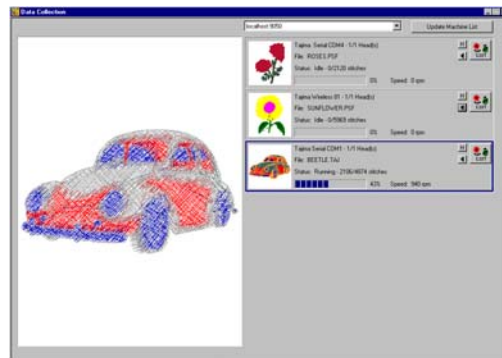 Data Collection
localhost:9050
Update Machine List
Tajima Serial COM4 - 1/1 Head(s)
File: ROSES.PSF
Status: Idle - 0/2120 stitches
0% Speed: 0 rpm
Tajima Wireless 01 - 1/1 Head(s)
File: SUNFLOWER.PSF
Status: Idle - 0/5969 stitches
0% Speed: 0 rpm
Tajima Serial COM1 - 1/1 Head(s)
File: BEETLE.TAJ
Status: Running - 2106/4874 stitches
43% Speed: 940 rpm